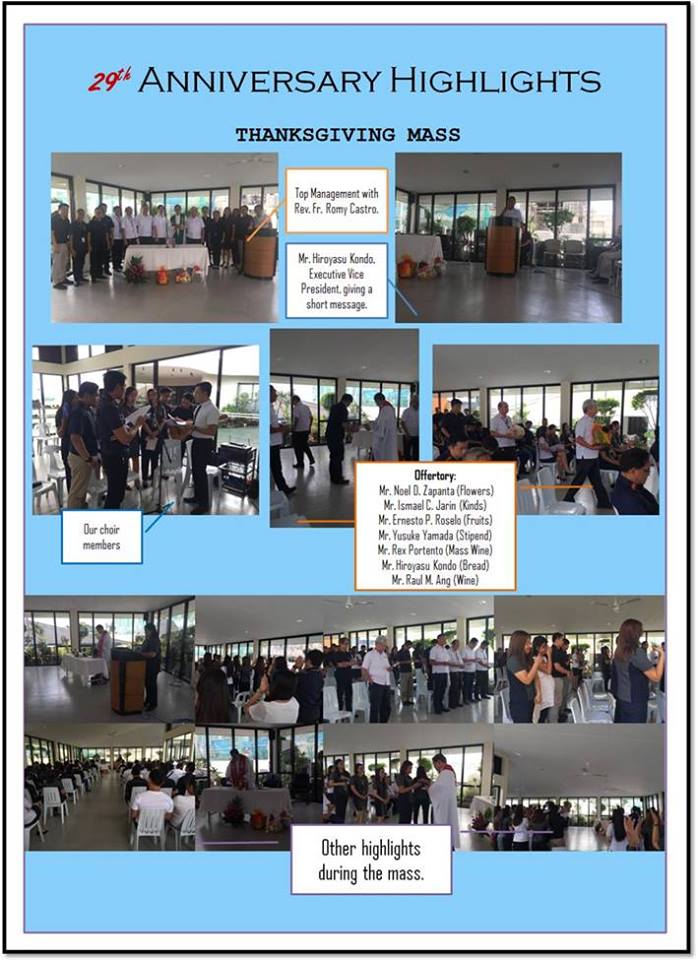 29th ANNIVERSARY HIGHLIGHTS
THANKSGIVING MASS
Top Management with
Rev. Fr. Romy Castro.
Mr. Hiroyasu Kondo,
Executive Vice
President, giving a
short message.
Our choir
members
Offertory:
Mr. Noel D. Zapanta (Flowers)
Mr. Ismael C. Jarin (Kinds)
Mr. Ernesto P. Roselo (Fruits)
Mr. Yusuke Yamada (Stipend)
Mr. Rex Portento (Mass Wine)
Mr. Hiroyasu Kondo (Bread)
Mr. Raul M. Ang (Wine)
Other highlights
during the mass.